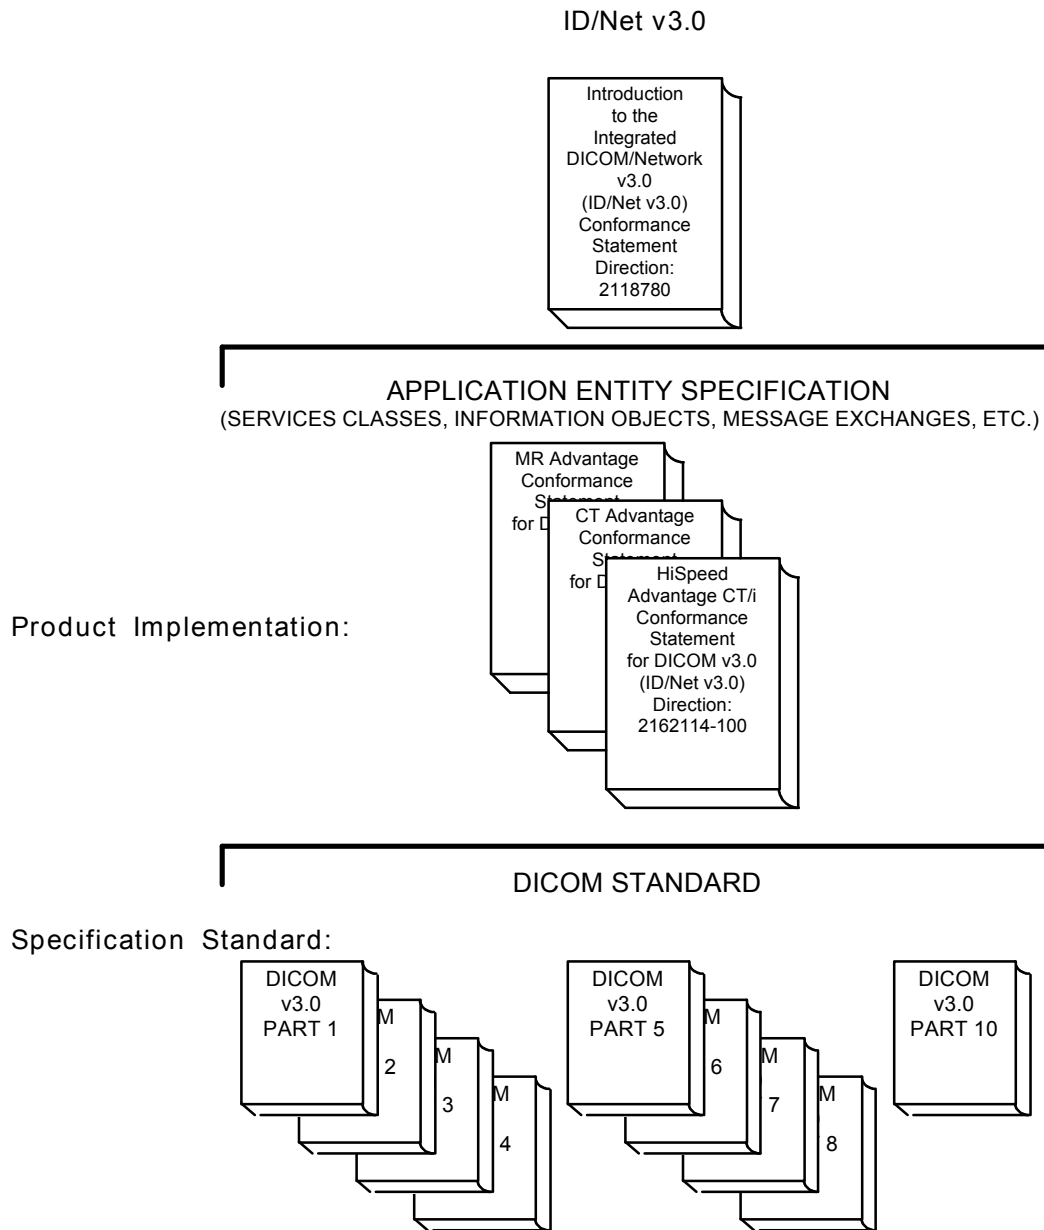 ID/Net v3.0
Introduction
to the
Integrated
DICOM/Network
v3.0
(ID/Net v3.0)
Conformance
Statement
Direction:
2118780
APPLICATION ENTITY SPECIFICATION
(SERVICES CLASSES, INFORMATION OBJECTS, MESSAGE EXCHANGES, ETC.)
MR Advantage
Conformance
Statement
for D
CT Advantage
Conformance
Statement
for D
HiSpeed
Advantage CT/i
Conformance
Statement
for DICOM v3.0
(ID/Net v3.0)
Direction:
2162114-100
Product Implementation:
DICOM STANDARD
Specification Standard:
DICOM
v3.0
PART 1
M
2
M
3
M
4
DICOM
v3.0
PART 5
M
6
M
7
M
8
DICOM
v3.0
PART 10